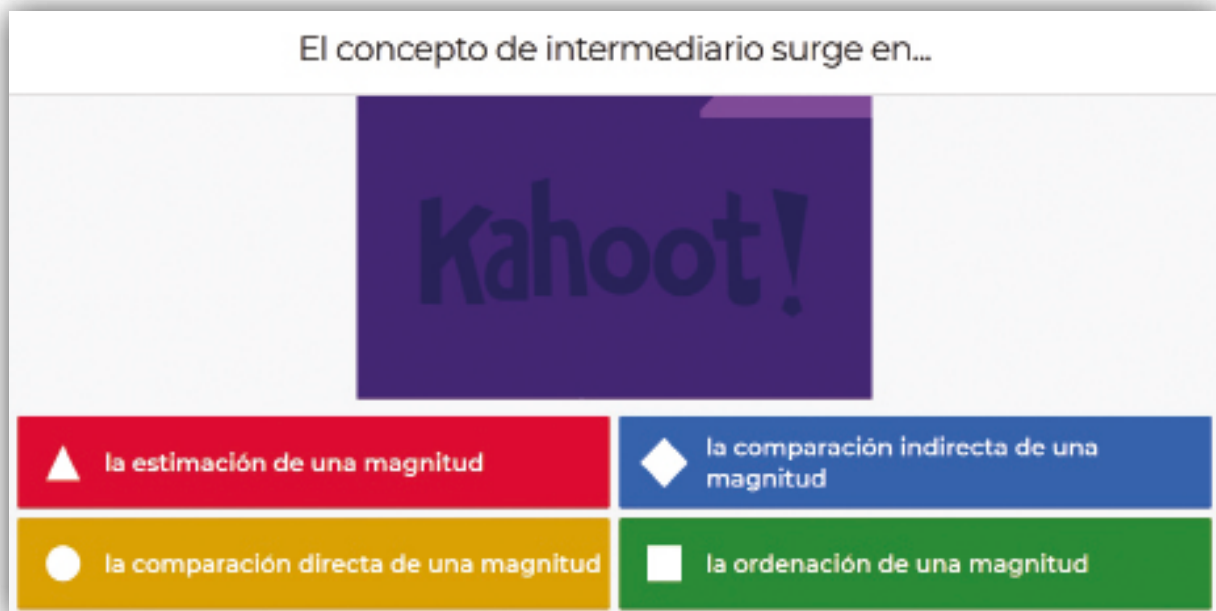 El concepto de intermediario surge en...
Kahoot!
la estimación de una magnitud
la comparación indirecta de una
magnitud
la comparación directa de una magnitud
la ordenación de una magnitud